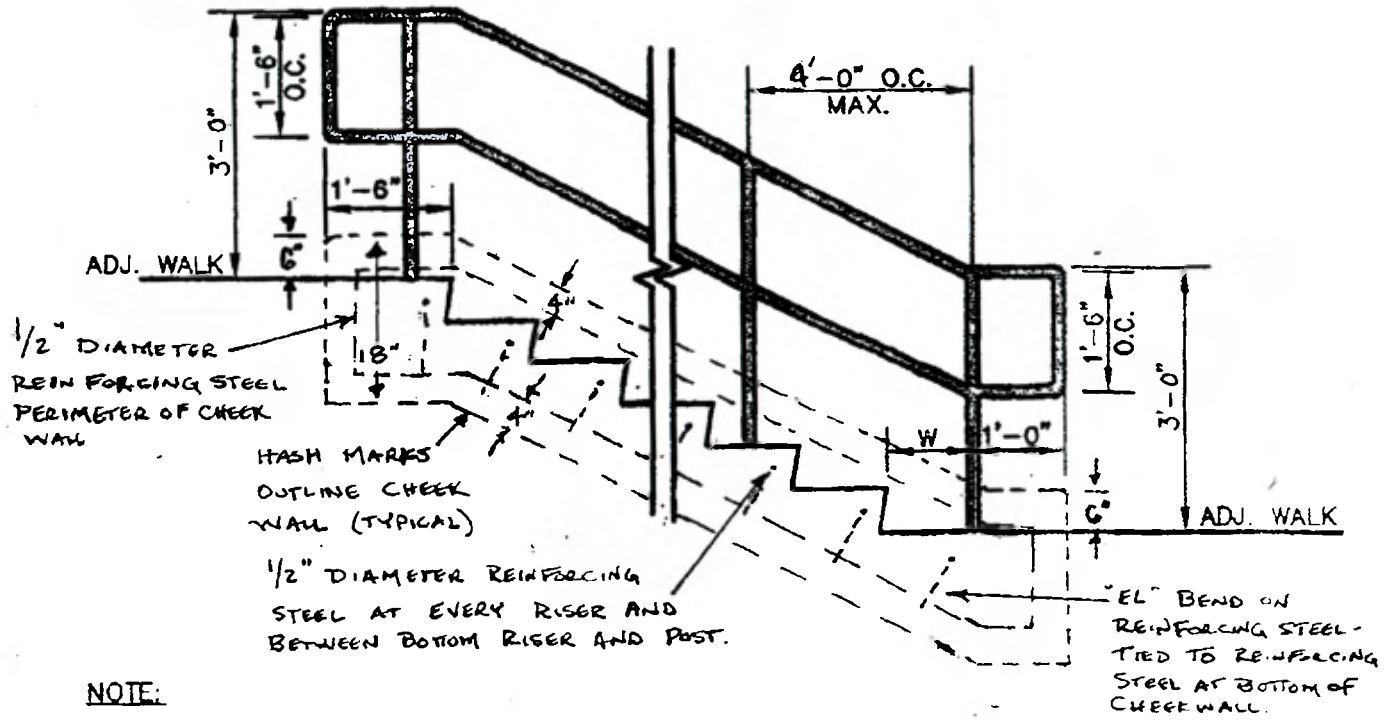 4'-0" O.C.
MAX.
1'-6"
O.C.
3'-0"
1'-6"
6"
ADJ. WALK
4"
18"
1/2" DIAMETER
REINFORCING STEEL
PERIMETER OF CHEEK
WALL
4"
HASH MARKS
OUTLINE CHEEK
WALL (TYPICAL)
1/2" DIAMETER REINFORCING
STEEL AT EVERY RISER AND
BETWEEN BOTTOM RISER AND POST.
W
1'-0"
1'-6"
O.C.
3'-0"
6"
ADJ. WALK
"EL" BEND ON
REINFORCING STEEL-
TIED TO REINFORCING
STEEL AT BOTTOM OF
CHEEKWALL.
NOTE: